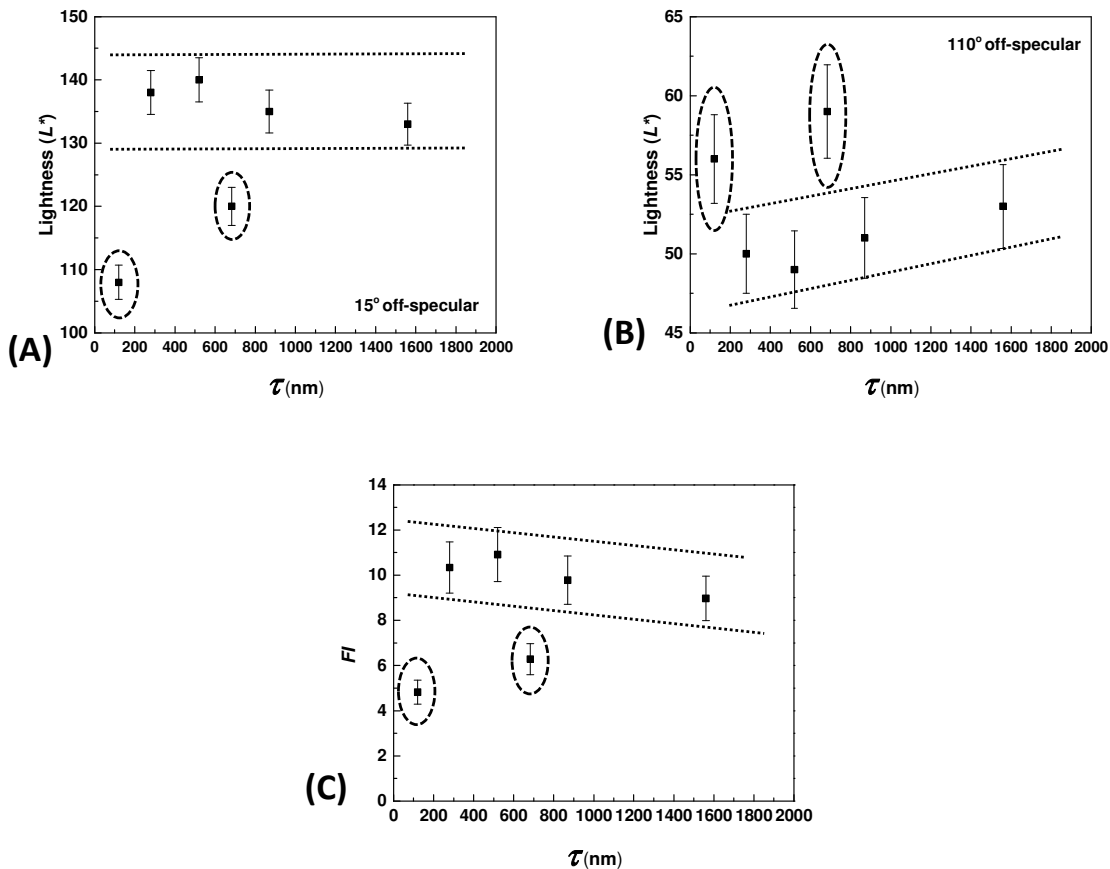 150
140
130
120
110
100
Lightness (L*)
15° off-specular
0 200 400 600 800 1000 1200 1400 1600 1800 2000
τ (nm)
(A)
70
65
60
55
50
45
Lightness (L*)
110° off-specular
0 200 400 600 800 1000 1200 1400 1600 1800 2000
τ (nm)
(B)
14
12
10
8
6
4
2
0
FI
0 200 400 600 800 1000 1200 1400 1600 1800 2000
τ (nm)
(C)